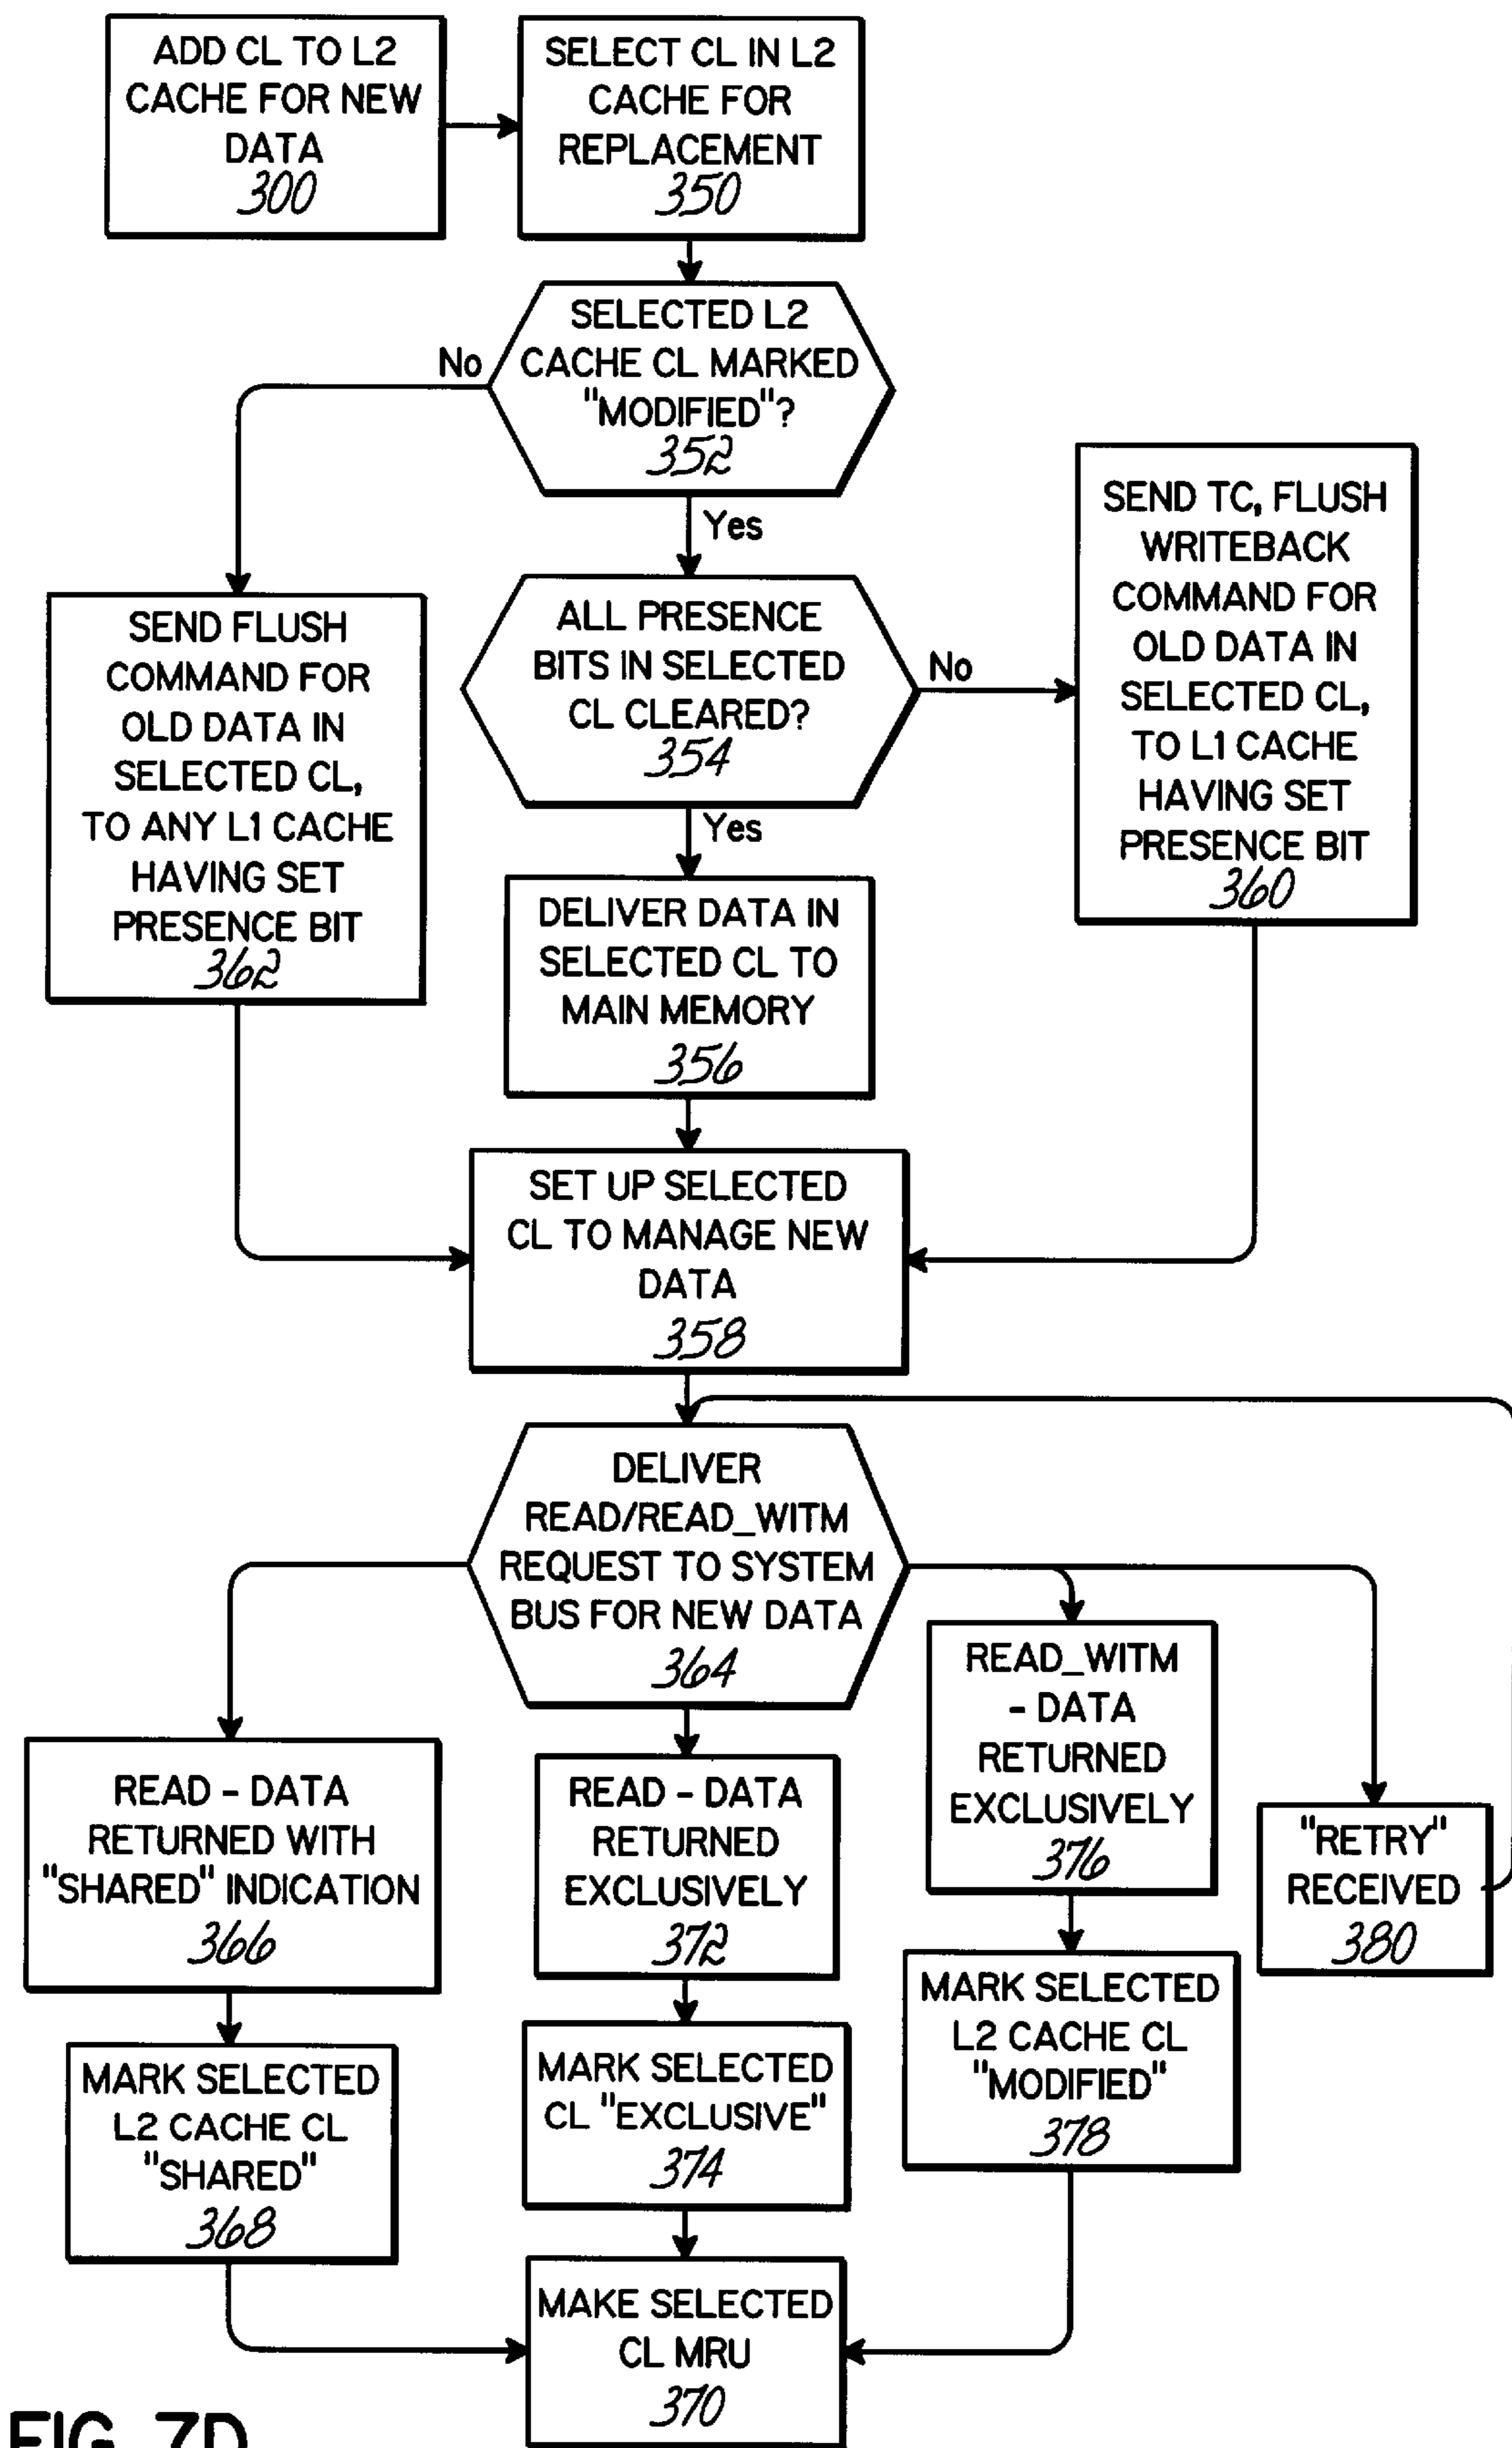 ADD CL TO L2
CACHE FOR NEW
DATA
300
SELECT CL IN L2
CACHE FOR
REPLACEMENT
350
SELECTED L2
CACHE CL MARKED
"MODIFIED"?
352
No
Yes
ALL PRESENCE
BITS IN SELECTED
CL CLEARED?
354
No
Yes
SEND TC, FLUSH
WRITEBACK
COMMAND FOR
OLD DATA IN
SELECTED CL,
TO L1 CACHE
HAVING SET
PRESENCE BIT
360
SEND FLUSH
COMMAND FOR
OLD DATA IN
SELECTED CL,
TO ANY L1 CACHE
HAVING SET
PRESENCE BIT
362
DELIVER DATA IN
SELECTED CL TO
MAIN MEMORY
356
SET UP SELECTED
CL TO MANAGE NEW
DATA
358
DELIVER
READ/READ_WITM
REQUEST TO SYSTEM
BUS FOR NEW DATA
364
READ - DATA
RETURNED WITH
"SHARED" INDICATION
366
READ - DATA
RETURNED
EXCLUSIVELY
372
READ_WITM
- DATA
RETURNED
EXCLUSIVELY
376
"RETRY"
RECEIVED
380
MARK SELECTED
L2 CACHE CL
"SHARED"
368
MARK SELECTED
CL "EXCLUSIVE"
374
MARK SELECTED
L2 CACHE CL
"MODIFIED"
378
MAKE SELECTED
CL MRU
370
FIG. 7D